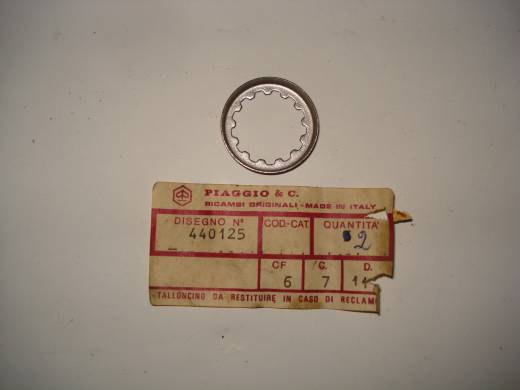 PIAGGIO & C.
RICAMBI ORIGINALI - MADE IN ITALY
DISEGNO N° COD-CAT. QUANTITA'
440125 2
CF G. D.
6 7
TALLONCINO DA RESTITUIRE IN CASO DI RECLAM